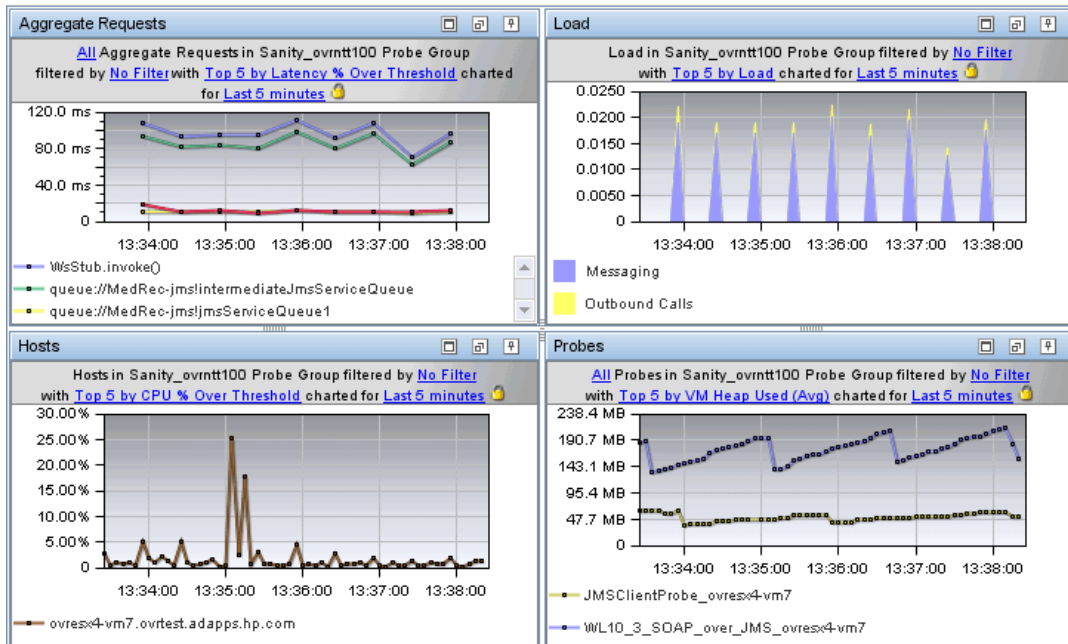 Aggregate Requests
All Aggregate Requests in Sanity_ovrntt100 Probe Group
filtered by No Filter with Top 5 by Latency % Over Threshold charted
for Last 5 minutes
120.0 ms
80.0 ms
40.0 ms
0
13:34:00 13:35:00 13:36:00 13:37:00 13:38:00
WsStub.invoke()
queue://MedRec-jms!intermediateJmsServiceQueue
queue://MedRec-jms!jmsServiceQueue1
Load
Load in Sanity_ovrntt100 Probe Group filtered by No Filter
with Top 5 by Load charted for Last 5 minutes
0.0250
0.0200
0.0150
0.0100
0.0050
0
13:34:00 13:35:00 13:36:00 13:37:00 13:38:00
Messaging
Outbound Calls
Hosts
Hosts in Sanity_ovrntt100 Probe Group filtered by No Filter
with Top 5 by CPU % Over Threshold charted for Last 5 minutes
30.00%
25.00%
20.00%
15.00%
10.00%
5.00%
0
13:34:00 13:35:00 13:36:00 13:37:00 13:38:00
ovresx4-vm7.ovrtest.adapps.hp.com
Probes
All Probes in Sanity_ovrntt100 Probe Group filtered by No Filter
with Top 5 by VM Heap Used (Avg) charted for Last 5 minutes
238.4 MB
190.7 MB
143.1 MB
95.4 MB
47.7 MB
0
13:34:00 13:35:00 13:36:00 13:37:00 13:38:00
JMSClientProbe_ovresx4-vm7
WL10_3_SOAP_over_JMS_ovresx4-vm7